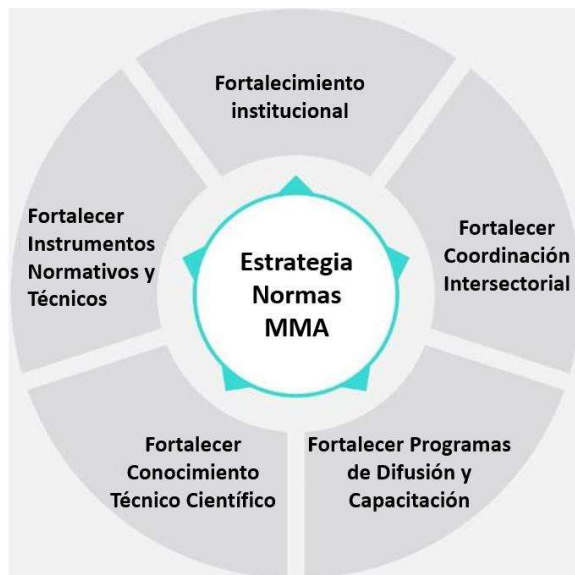 Fortalecimiento
institucional
Fortalecer
Coordinación
Intersectorial
Fortalecer Programas
de Difusión y
Capacitación
Fortalecer
Conocimiento
Técnico Científico
Fortalecer
Instrumentos
Normativos y
Técnicos
Estrategia
Normas
MMA